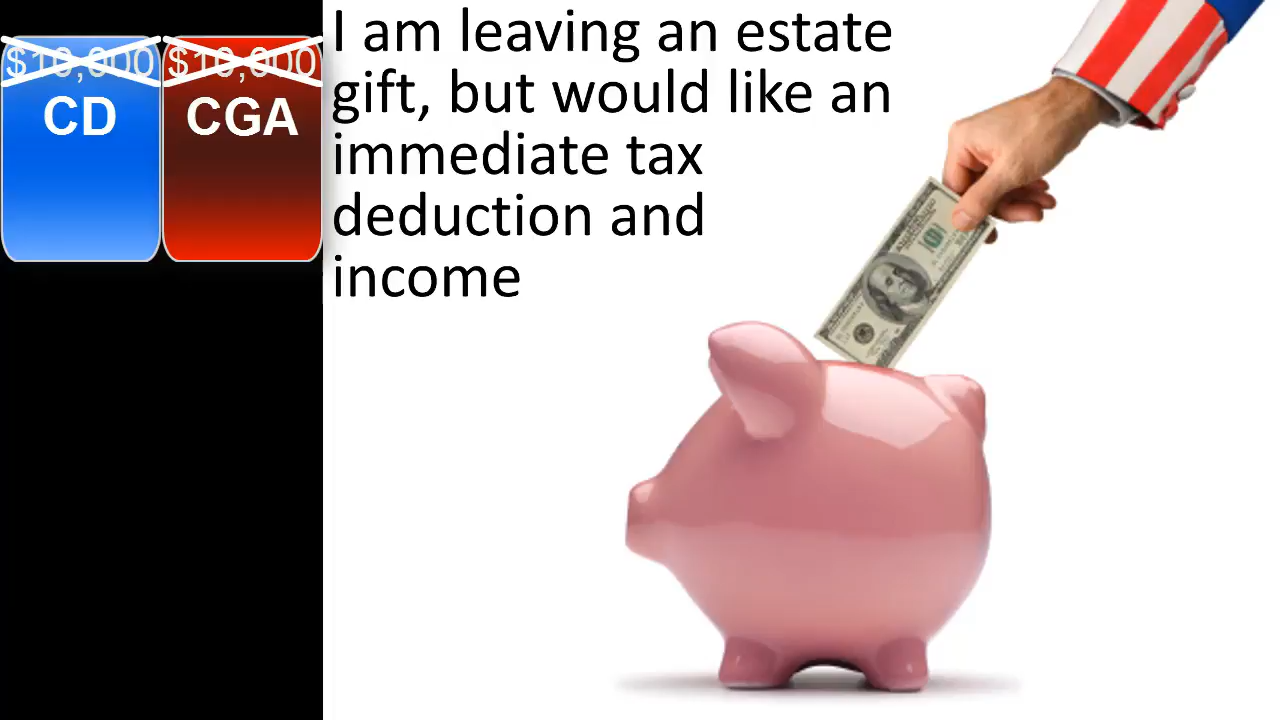 $10,000
CD
$10,000
CGA
I am leaving an estate
gift, but would like an
immediate tax
deduction and
income